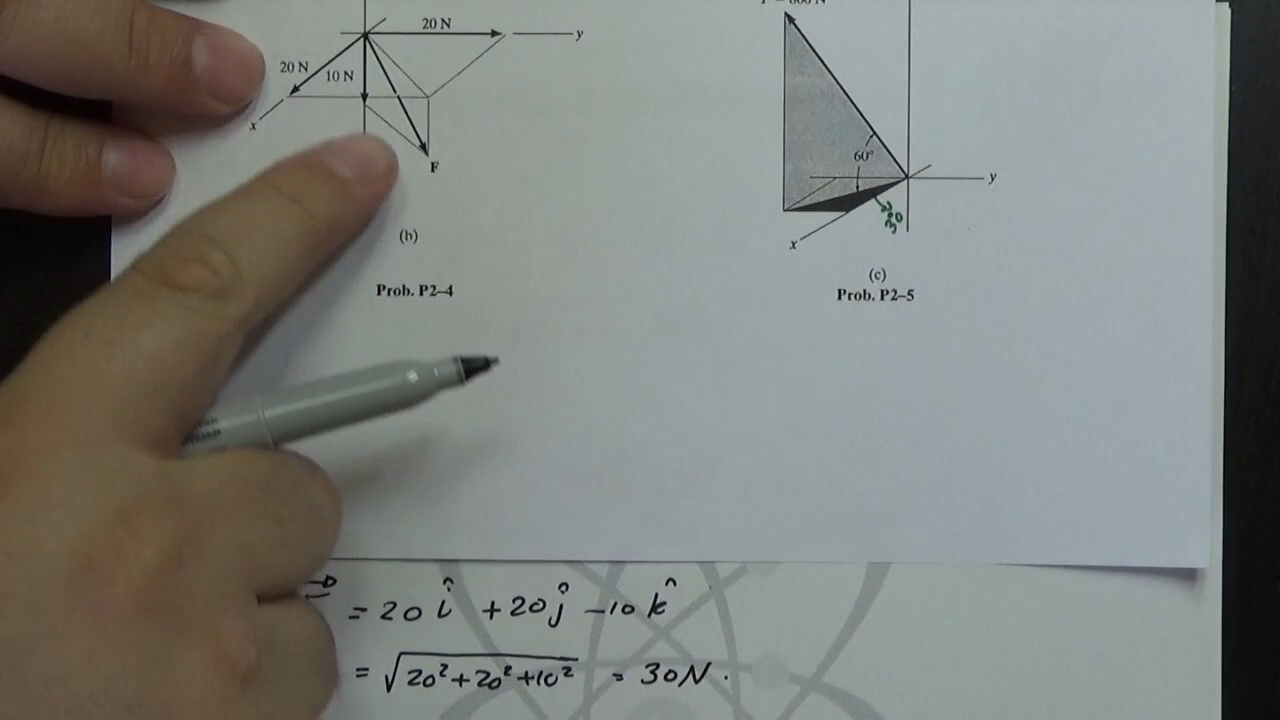 20 N
y
20 N
10 N
x
F
(b)
Prob. P2–4
60°
y
30
x
(c)
Prob. P2–5
= 20 î + 20 ĵ – 10 k̂
= √20² + 20² + 10² = 30 N.